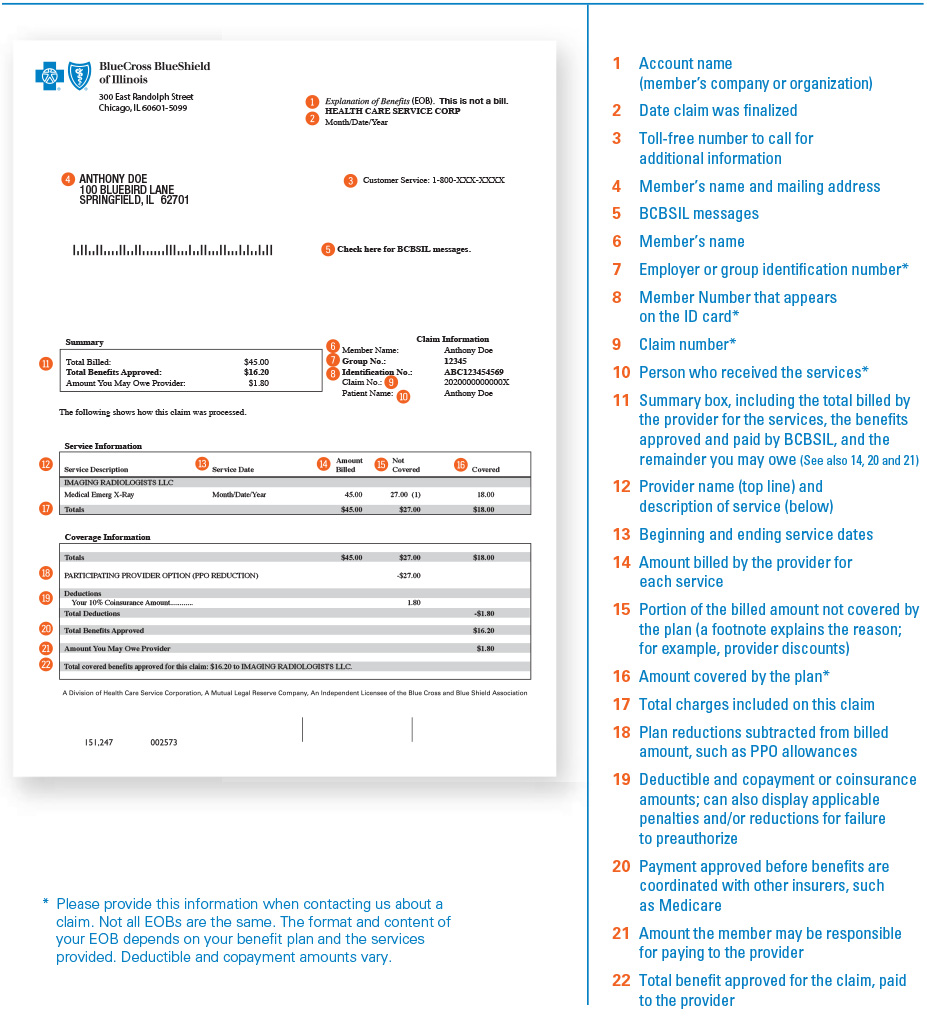 BlueCross BlueShield
of Illinois
300 East Randolph Street
Chicago, IL 60601-5099
1 Explanation of Benefits (EOB). This is not a bill.
HEALTH CARE SERVICE CORP
2 Month/Date/Year
4 ANTHONY DOE
100 BLUEBIRD LANE
SPRINGFIELD, IL 62701
3 Customer Service: 1-800-XXX-XXXX
5 Check here for BCBSIL messages.
Summary
11 Total Billed: $45.00
Total Benefits Approved: $16.20
Amount You May Owe Provider: $1.80
Claim Information
6 Member Name: Anthony Doe
7 Group No.: 12345
8 Identification No.: ABC123454569
Claim No.: 9 2020000000000X
Patient Name: 10 Anthony Doe
The following shows how this claim was processed.
Service Information
12 Service Description 13 Service Date 14 Amount Billed 15 Not Covered 16 Covered
IMAGING RADIOLOGISTS LLC
Medical Emerg X-Ray Month/Date/Year 45.00 27.00 (1) 18.00
17 Totals $45.00 $27.00 $18.00
Coverage Information
Totals $45.00 $27.00 $18.00
18 PARTICIPATING PROVIDER OPTION (PPO REDUCTION) -$27.00
Deductions
19 Your 10% Coinsurance Amount........... 1.80
Total Deductions -$1.80
20 Total Benefits Approved $16.20
21 Amount You May Owe Provider $1.80
22 Total covered benefits approved for this claim: $16.20 to IMAGING RADIOLOGISTS LLC.
A Division of Health Care Service Corporation, A Mutual Legal Reserve Company, An Independent Licensee of the Blue Cross and Blue Shield Association
151,247 002573
* Please provide this information when contacting us about a
claim. Not all EOBs are the same. The format and content of
your EOB depends on your benefit plan and the services
provided. Deductible and copayment amounts vary.
1 Account name
(member's company or organization)
2 Date claim was finalized
3 Toll-free number to call for
additional information
4 Member's name and mailing address
5 BCBSIL messages
6 Member's name
7 Employer or group identification number*
8 Member Number that appears
on the ID card*
9 Claim number*
10 Person who received the services*
11 Summary box, including the total billed by
the provider for the services, the benefits
approved and paid by BCBSIL, and the
remainder you may owe (See also 14, 20 and 21)
12 Provider name (top line) and
description of service (below)
13 Beginning and ending service dates
14 Amount billed by the provider for
each service
15 Portion of the billed amount not covered by
the plan (a footnote explains the reason;
for example, provider discounts)
16 Amount covered by the plan*
17 Total charges included on this claim
18 Plan reductions subtracted from billed
amount, such as PPO allowances
19 Deductible and copayment or coinsurance
amounts; can also display applicable
penalties and/or reductions for failure
to preauthorize
20 Payment approved before benefits are
coordinated with other insurers, such
as Medicare
21 Amount the member may be responsible
for paying to the provider
22 Total benefit approved for the claim, paid
to the provider